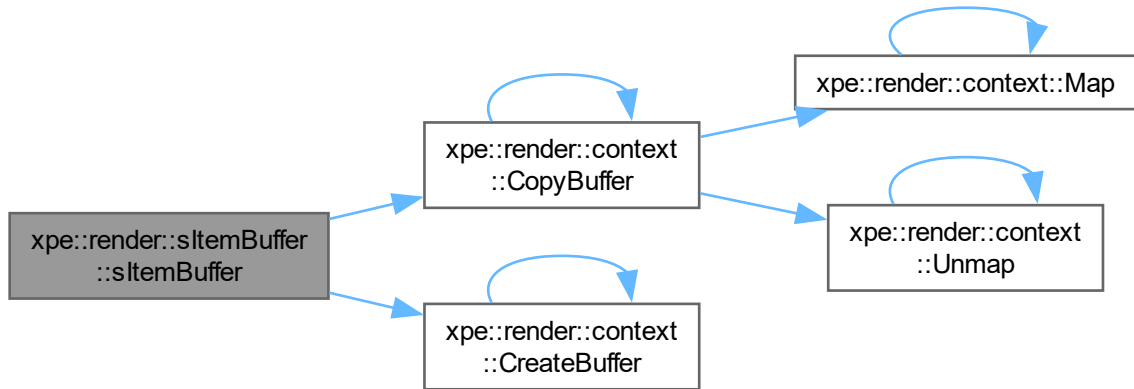 xpe::render::sItemBuffer
::sItemBuffer
xpe::render::context
::CopyBuffer
xpe::render::context::Map
xpe::render::context
::Unmap
xpe::render::context
::CreateBuffer